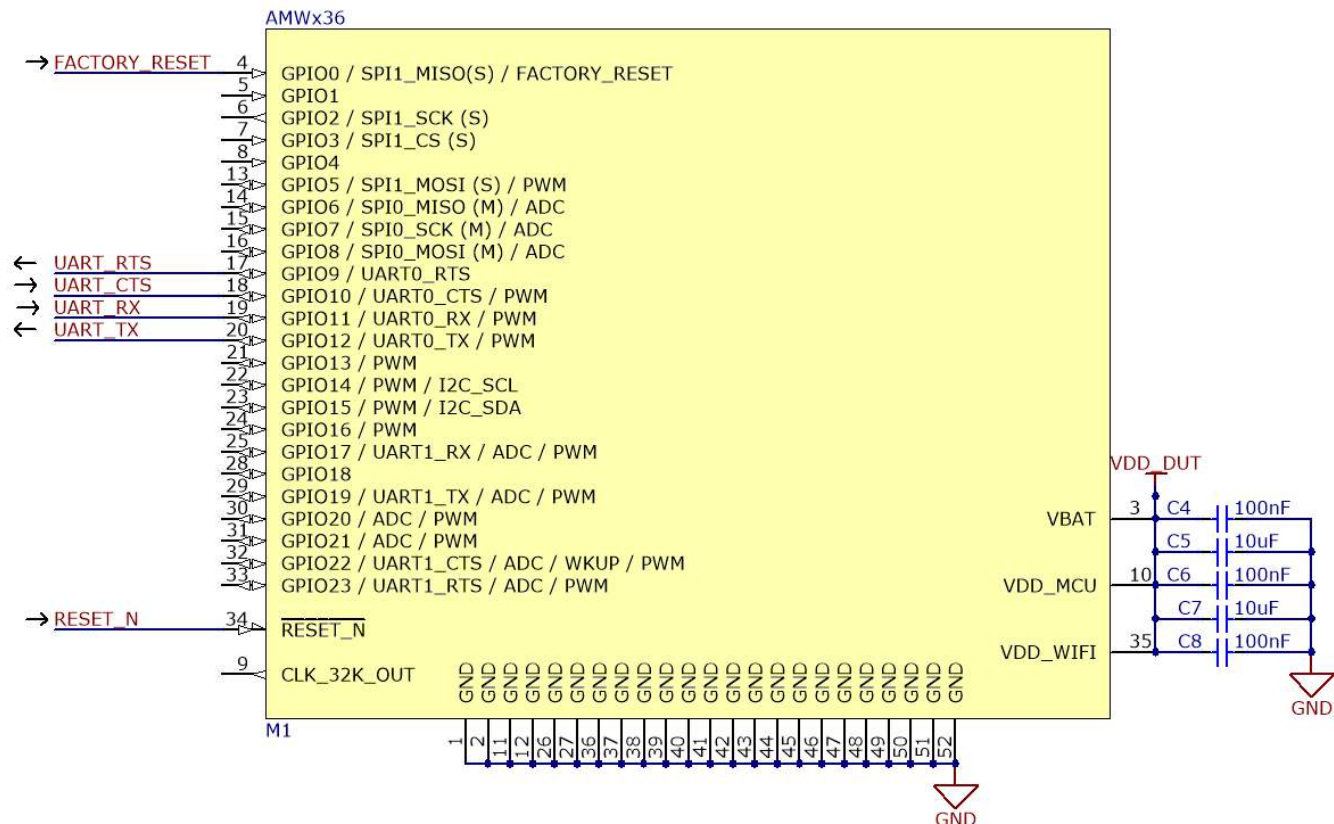 AMWx36
FACTORY_RESET 4 GPIO0 / SPI1_MISO(S) / FACTORY_RESET
5 GPIO1
6 GPIO2 / SPI1_SCK (S)
7 GPIO3 / SPI1_CS (S)
8 GPIO4
13 GPIO5 / SPI1_MOSI (S) / PWM
14 GPIO6 / SPI0_MISO (M) / ADC
15 GPIO7 / SPI0_SCK (M) / ADC
16 GPIO8 / SPI0_MOSI (M) / ADC
UART_RTS 17 GPIO9 / UART0_RTS
UART_CTS 18 GPIO10 / UART0_CTS / PWM
UART_RX 19 GPIO11 / UART0_RX / PWM
UART_TX 20 GPIO12 / UART0_TX / PWM
21 GPIO13 / PWM
22 GPIO14 / PWM / I2C_SCL
23 GPIO15 / PWM / I2C_SDA
24 GPIO16 / PWM
25 GPIO17 / UART1_RX / ADC / PWM
28 GPIO18
29 GPIO19 / UART1_TX / ADC / PWM
30 GPIO20 / ADC / PWM
31 GPIO21 / ADC / PWM
32 GPIO22 / UART1_CTS / ADC / WKUP / PWM
33 GPIO23 / UART1_RTS / ADC / PWM
RESET_N 34 RESET_N
9 CLK_32K_OUT
VDD_DUT
VBAT 3 C4 100nF
C5 10uF
VDD_MCU 10 C6 100nF
C7 10uF
VDD_WIFI 35 C8 100nF
GND
GND GND GND GND GND GND GND GND GND GND GND GND GND GND GND GND GND GND GND GND GND GND GND
M1
1 2 11 12 26 27 36 37 38 39 40 41 42 43 44 45 46 47 48 49 50 51 52
GND